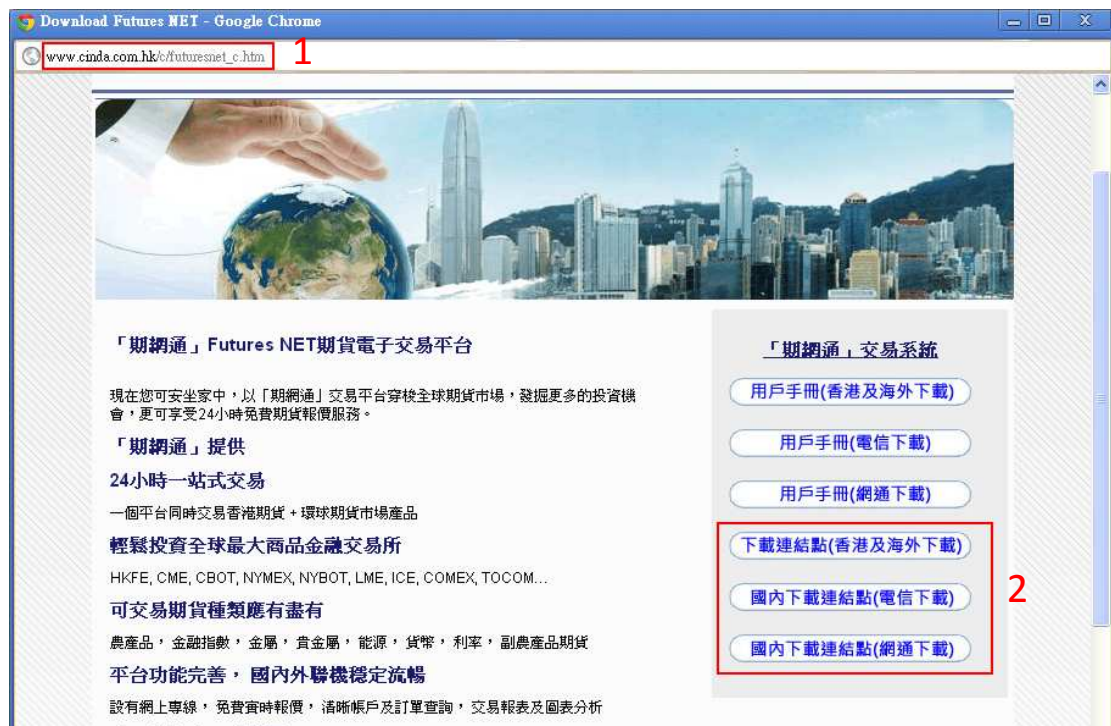 Download Futures NET - Google Chrome
www.cinda.com.hk/c/futuresnet_c.htm
1
「期網通」Futures NET期貨電子交易平台
現在您可安坐家中,以「期網通」交易平台穿梭全球期貨市場,發掘更多的投資機
會,更可享受24小時免費期貨報價服務。
「期網通」提供
24小時一站式交易
一個平台同時交易香港期貨 + 環球期貨市場產品
輕鬆投資全球最大商品金融交易所
HKFE, CME, CBOT, NYMEX, NYBOT, LME, ICE, COMEX, TOCOM...
可交易期貨種類應有盡有
農產品, 金融指數, 金屬, 貴金屬, 能源, 貨幣, 利率, 副農產品期貨
平台功能完善, 國內外聯機穩定流暢
設有網上專線, 免費實時報價, 清晰帳戶及訂單查詢, 交易報表及圖表分析
「期網通」交易系統
用戶手冊(香港及海外下載)
用戶手冊(電信下載)
用戶手冊(網通下載)
下載連結點(香港及海外下載)
國內下載連結點(電信下載)
國內下載連結點(網通下載)
2